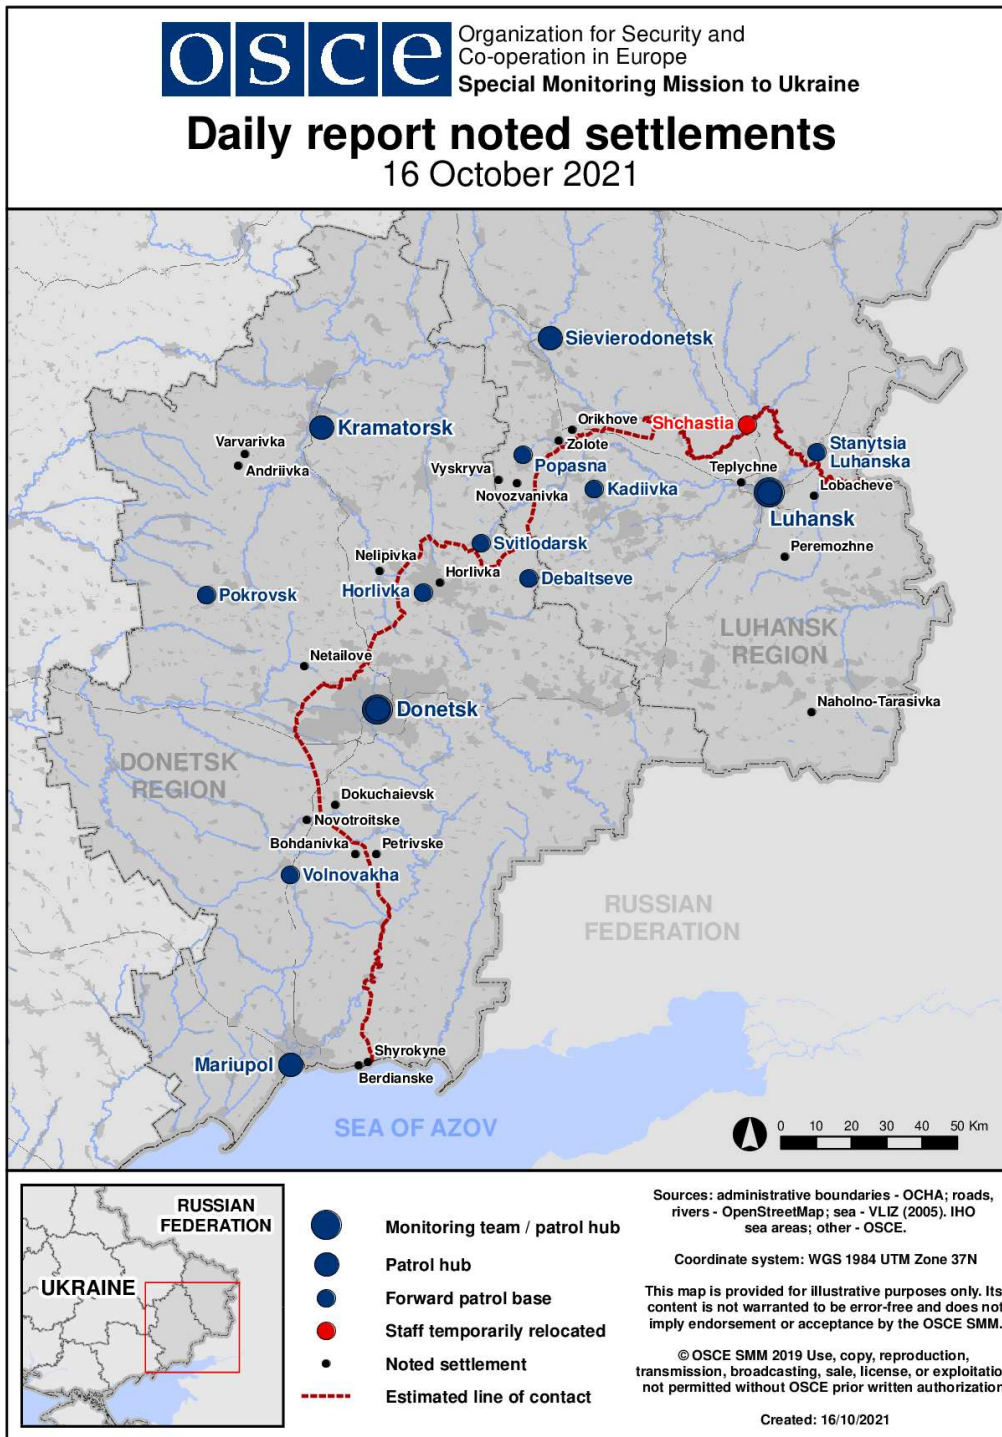 osce
Organization for Security and
Co-operation in Europe
Special Monitoring Mission to Ukraine
Daily report noted settlements
16 October 2021
Sievierodonetsk
Orikhove
Shchastia
Zolote
Kramatorsk
Varvarivka
Andriivka
Stanytsia
Luhanska
Popasna
Vyskryva
Teplychne
Novozvanivka
Kadiivka
Lobacheve
Luhansk
Svitlodarsk
Nelipivka
Peremozhne
Horlivka
Debaltseve
Horlivka
Pokrovsk
LUHANSK
REGION
Netailove
Naholno-Tarasivka
Donetsk
DONETSK
REGION
Dokuchaievsk
Novotroitske
Bohdanivka
Petrivske
Volnovakha
RUSSIAN
FEDERATION
Shyrokyne
Mariupol
Berdianske
SEA OF AZOV
0 10 20 30 40 50 Km
RUSSIAN
FEDERATION
UKRAINE
Monitoring team / patrol hub
Patrol hub
Forward patrol base
Staff temporarily relocated
Noted settlement
Estimated line of contact
Sources: administrative boundaries - OCHA; roads,
rivers - OpenStreetMap; sea - VLIZ (2005). IHO
sea areas; other - OSCE.
Coordinate system: WGS 1984 UTM Zone 37N
This map is provided for illustrative purposes only. Its
content is not warranted to be error-free and does not
imply endorsement or acceptance by the OSCE SMM.
© OSCE SMM 2019 Use, copy, reproduction,
transmission, broadcasting, sale, license, or exploitatio
not permitted without OSCE prior written authorization
Created: 16/10/2021